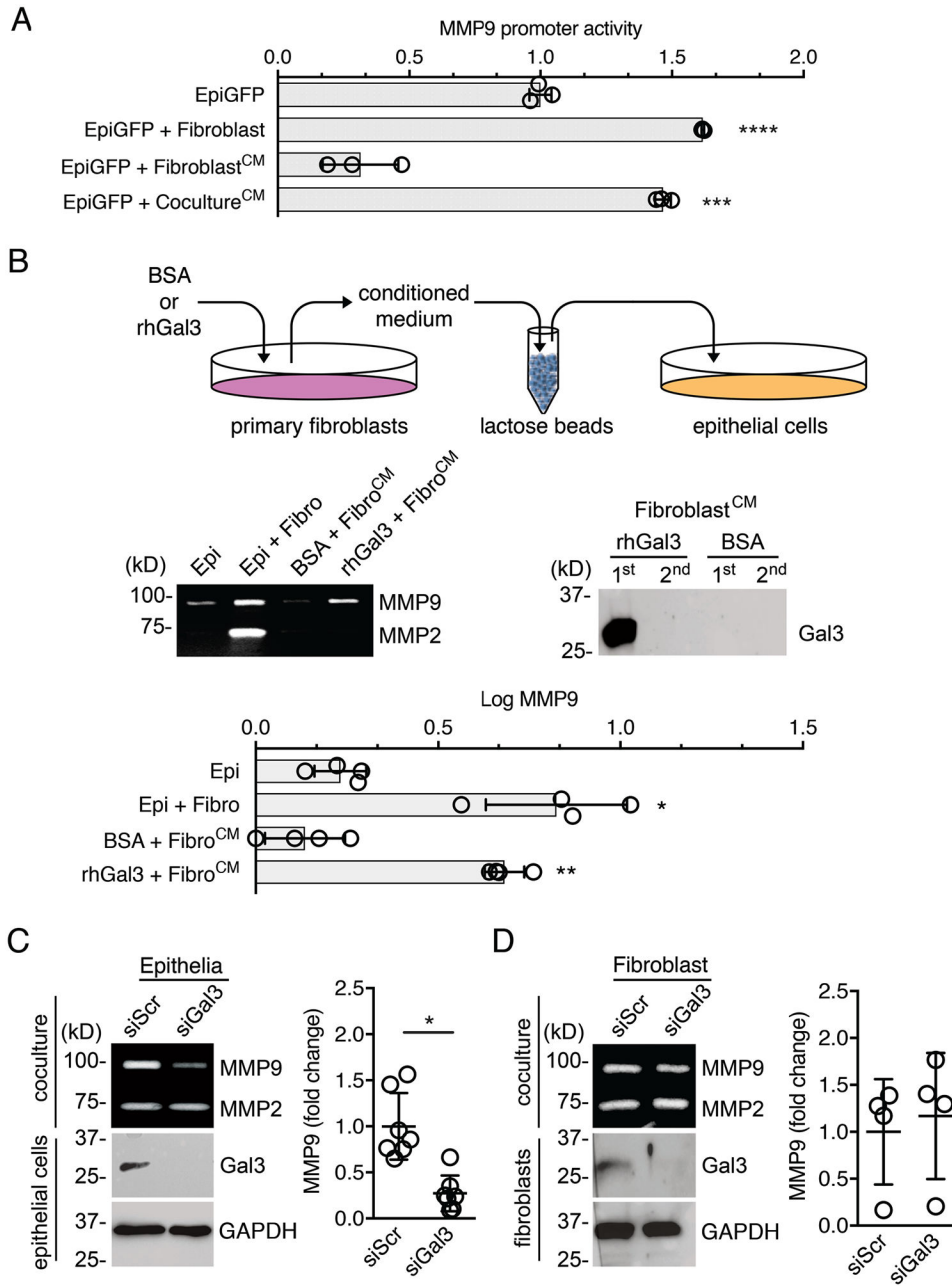 A
MMP9 promoter activity
0.0 0.5 1.0 1.5 2.0
EpiGFP
EpiGFP + Fibroblast ****
EpiGFP + Fibroblast^CM
EpiGFP + Coculture^CM ***
B
BSA
or
rhGal3
conditioned
medium
primary fibroblasts
lactose beads
epithelial cells
Epi
Epi + Fibro
BSA + Fibro^CM
rhGal3 + Fibro^CM
(kD)
100-
75-
MMP9
MMP2
Fibroblast^CM
rhGal3 BSA
(kD) 1st 2nd 1st 2nd
37-
25-
Gal3
Log MMP9
0.0 0.5 1.0 1.5
Epi
Epi + Fibro *
BSA + Fibro^CM
rhGal3 + Fibro^CM **
C
Epithelia
siScr siGal3
(kD)
coculture
100-
75-
MMP9
MMP2
epithelial cells
37-
25-
Gal3
37-
25-
GAPDH
MMP9 (fold change)
2.5
2.0
1.5
1.0
0.5
0.0
*
siScr siGal3
D
Fibroblast
siScr siGal3
(kD)
coculture
100-
75-
MMP9
MMP2
fibroblasts
37-
25-
Gal3
37-
25-
GAPDH
MMP9 (fold change)
2.5
2.0
1.5
1.0
0.5
0.0
siScr siGal3